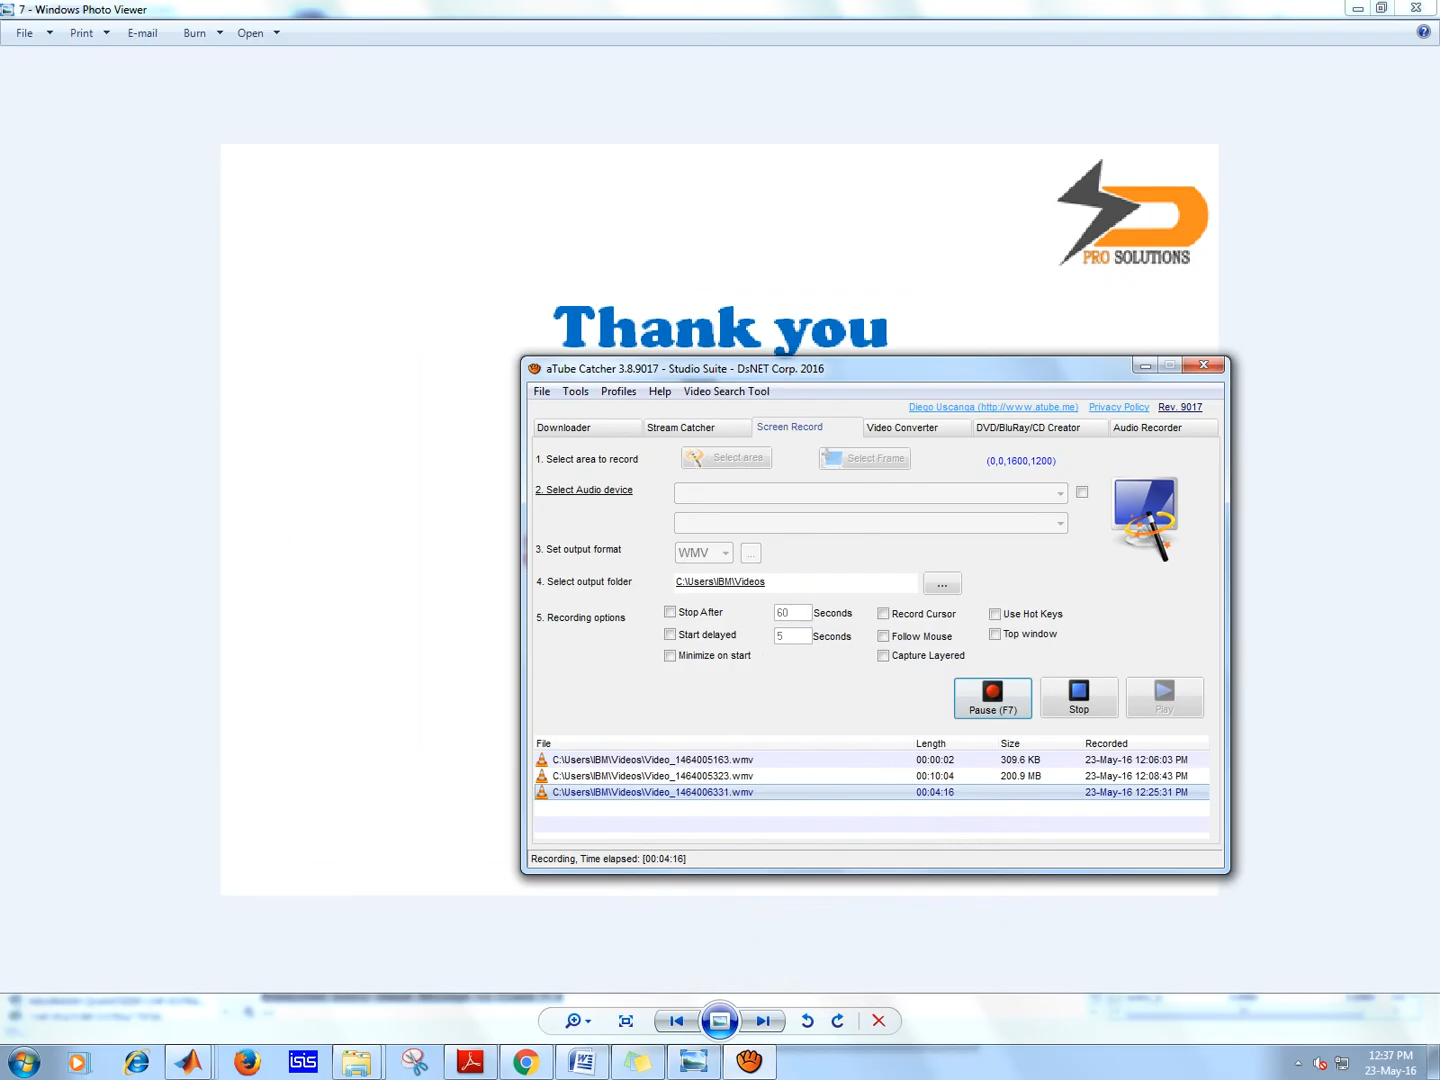 7 - Windows Photo Viewer
File Print E-mail Burn Open
PRO SOLUTIONS
Thank you
aTube Catcher 3.8.9017 - Studio Suite - DsNET Corp. 2016
File Tools Profiles Help Video Search Tool
Diego Uscanga (http://www.atube.me) Privacy Policy Rev. 9017
Downloader Stream Catcher Screen Record Video Converter DVD/BluRay/CD Creator Audio Recorder
1. Select area to record Select area Select Frame (0,0,1600,1200)
2. Select Audio device
3. Set output format WMV ...
4. Select output folder C:\Users\IBM\Videos ...
5. Recording options
Stop After 60 Seconds Record Cursor Use Hot Keys
Start delayed 5 Seconds Follow Mouse Top window
Minimize on start Capture Layered
Pause (F7) Stop Play
File Length Size Recorded
C:\Users\IBM\Videos\Video_1464005163.wmv 00:00:02 309.6 KB 23-May-16 12:06:03 PM
C:\Users\IBM\Videos\Video_1464005323.wmv 00:10:04 200.9 MB 23-May-16 12:08:43 PM
C:\Users\IBM\Videos\Video_1464006331.wmv 00:04:16 23-May-16 12:25:31 PM
Recording, Time elapsed: [00:04:16]
isis
12:37 PM
23-May-16